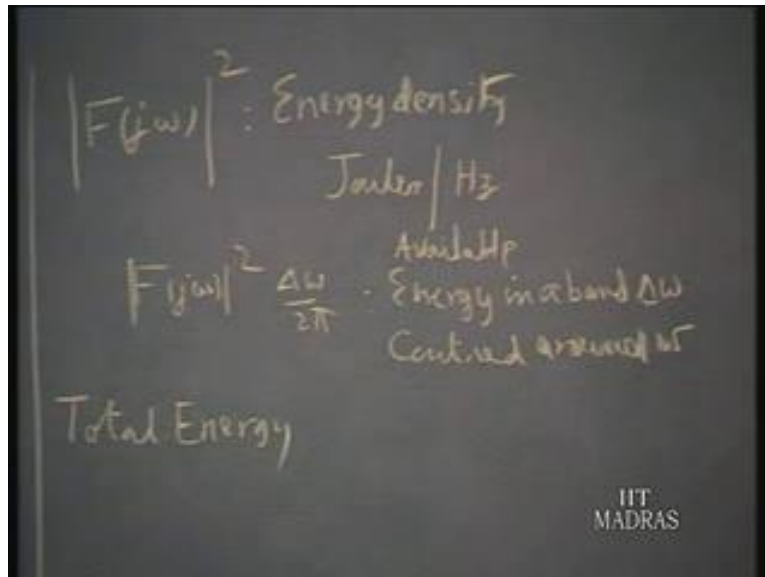 |F(jω)|² : Energy density
Joules / Hz
Available
|F(jω)|² Δω/2π : Energy in a band Δω
Centred around ω
Total Energy
IIT
MADRAS